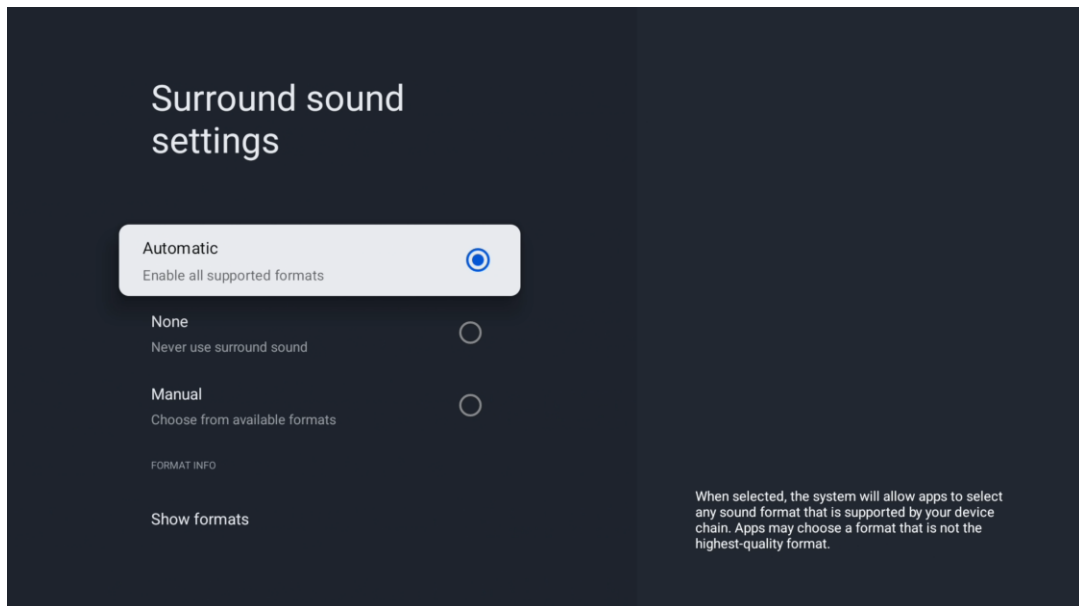 Surround sound
settings
Automatic
Enable all supported formats
None
Never use surround sound
Manual
Choose from available formats
FORMAT INFO
Show formats
When selected, the system will allow apps to select
any sound format that is supported by your device
chain. Apps may choose a format that is not the
highest-quality format.